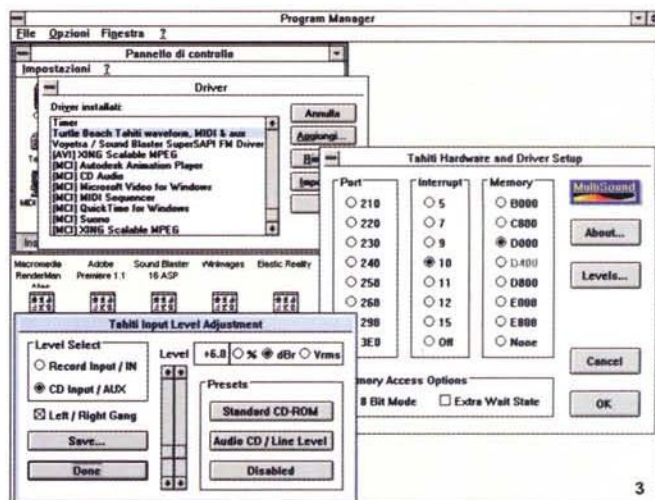 Program Manager
File Opzioni Finestra ?
Pannello di controllo
Impostazioni ?
Driver
Driver installati:
Timer
Turtle Beach Tahiti waveform, MIDI & aux
Voyetra / Sound Blaster SuperSAPI FM Driver
[AVI] XING Scalable MPEG
[MCI] Autodesk Animation Player
[MCI] CD Audio
[MCI] Microsoft Video for Windows
[MCI] MIDI Sequencer
[MCI] QuickTime for Windows
[MCI] Suono
[MCI] XING Scalable MPEG
Annulla
Aggiungi...
Tahiti Hardware and Driver Setup
Port
210
220
230
240
250
260
290
3E0
Interrupt
5
7
9
10
11
12
15
Off
Memory
B000
C800
D000
D400
D800
E000
E800
None
MultiSound
About...
Levels...
Cancel
OK
Access Options
8 Bit Mode
Extra Wait State
Macromedia RenderMan
Adobe Premiere 1.1
Sound Blaster 16 ASP
WinImages
Elastic Reality
Tahiti Input Level Adjustment
Level Select
Record Input / IN
CD Input / AUX
Left / Right Gang
Save...
Done
Level
+6.0 % dBr Vrms
Presets
Standard CD-ROM
Audio CD / Line Level
Disabled
3